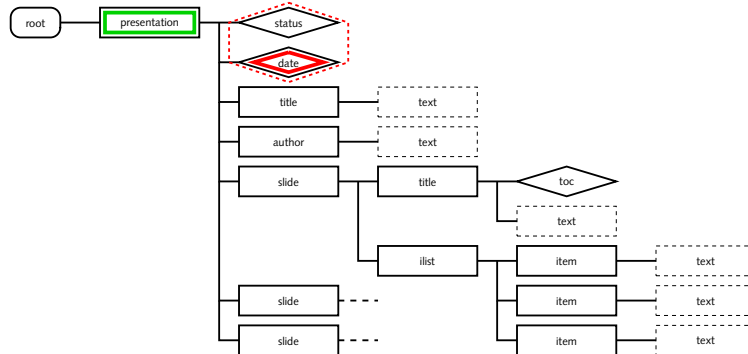 root presentation status
date
title text
author text
slide title toc
text
ilist item text
slide item text
slide item text